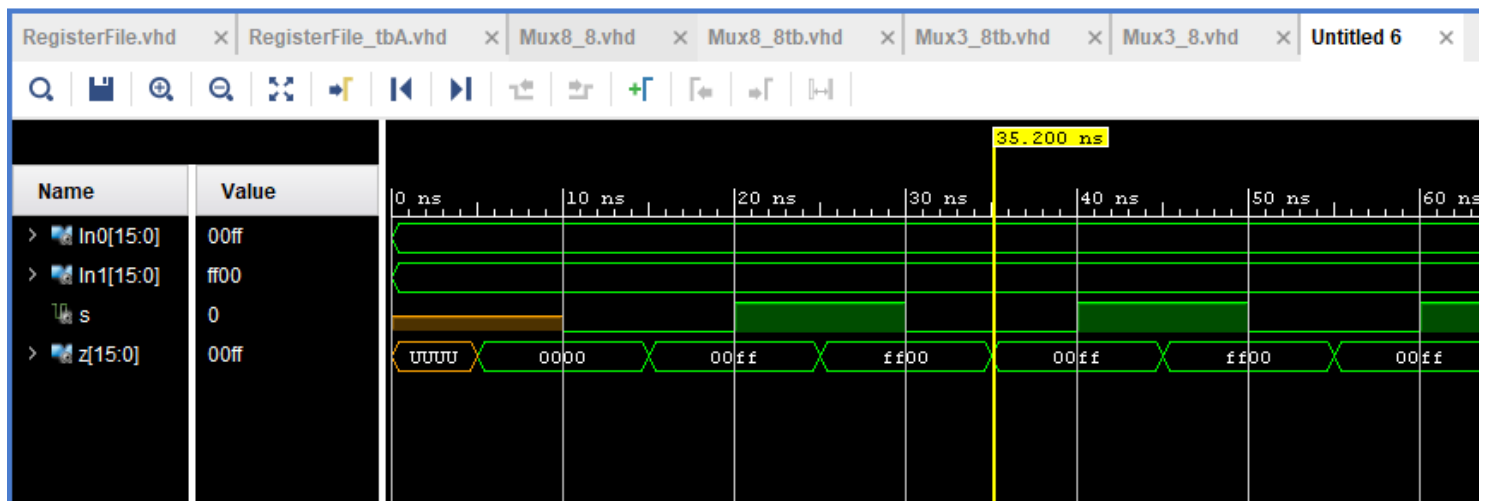 RegisterFile.vhd × RegisterFile_tbA.vhd × Mux8_8.vhd × Mux8_8tb.vhd × Mux3_8tb.vhd × Mux3_8.vhd × Untitled 6 ×
35.200 ns
Name Value 0 ns 10 ns 20 ns 30 ns 40 ns 50 ns 60 ns
In0[15:0] 00ff
In1[15:0] ff00
s 0
z[15:0] 00ff UUUU 0000 00ff ff00 00ff ff00 00ff